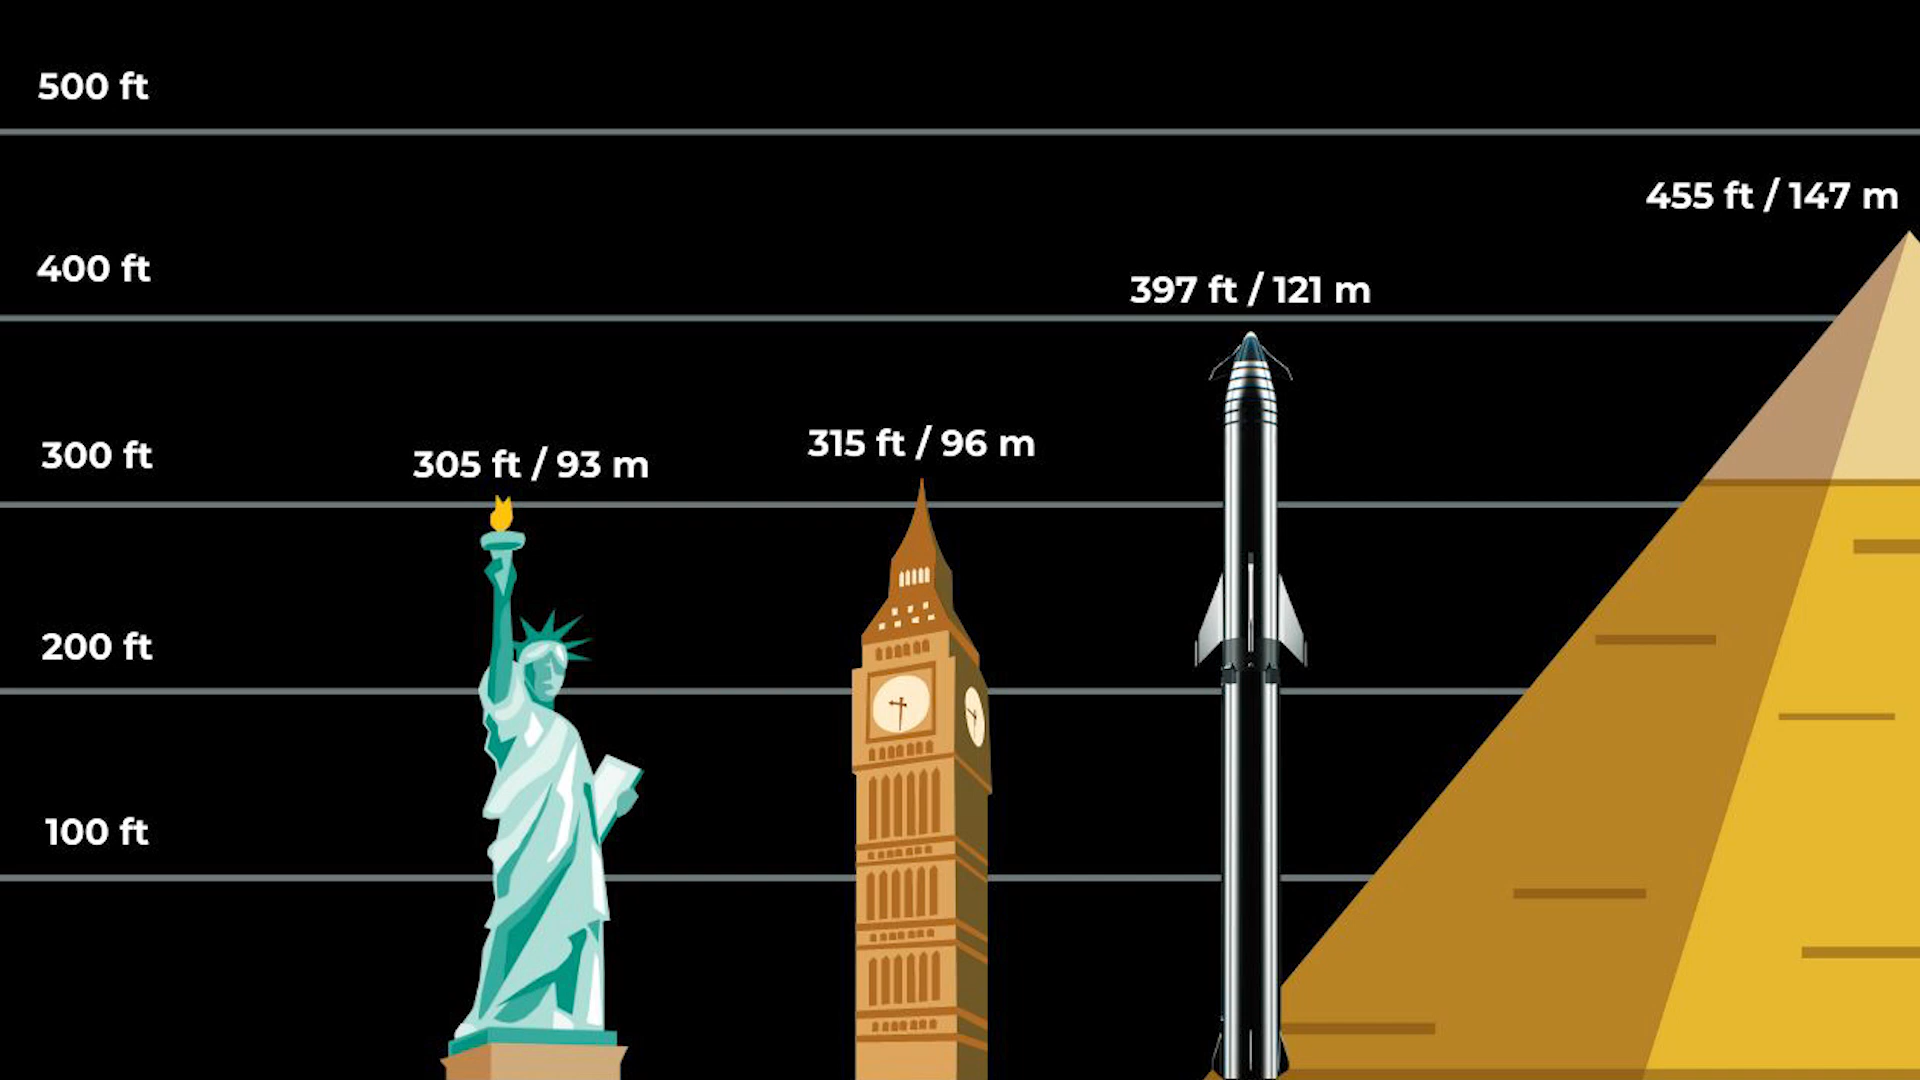 500 ft
455 ft / 147 m
400 ft
397 ft / 121 m
300 ft
305 ft / 93 m
315 ft / 96 m
200 ft
100 ft